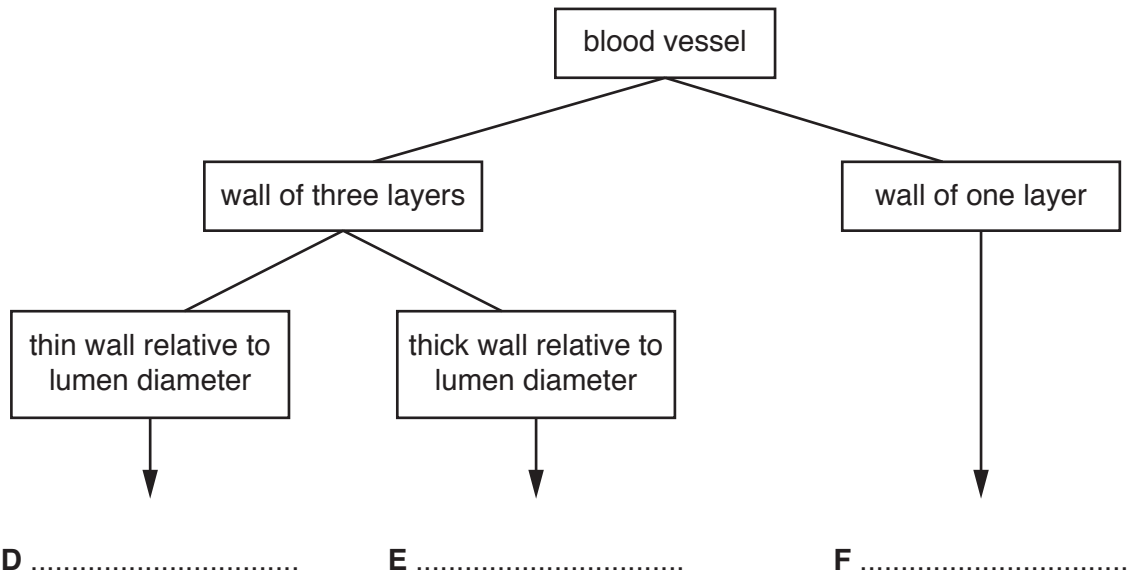 blood vessel
wall of three layers
wall of one layer
thin wall relative to
lumen diameter
thick wall relative to
lumen diameter
D ................................
E ................................
F ................................